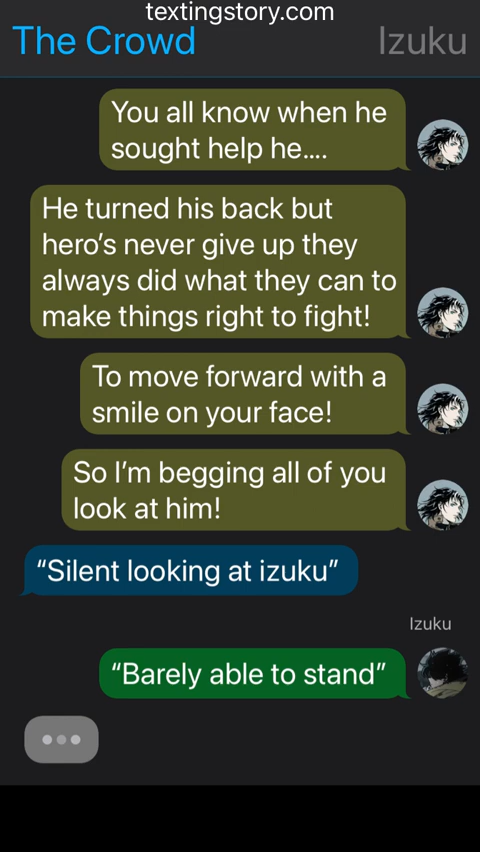 textingstory.com
The Crowd
Izuku
You all know when he
sought help he....
He turned his back but
hero’s never give up they
always did what they can to
make things right to fight!
To move forward with a
smile on your face!
So I’m begging all of you
look at him!
“Silent looking at izuku”
Izuku
“Barely able to stand”